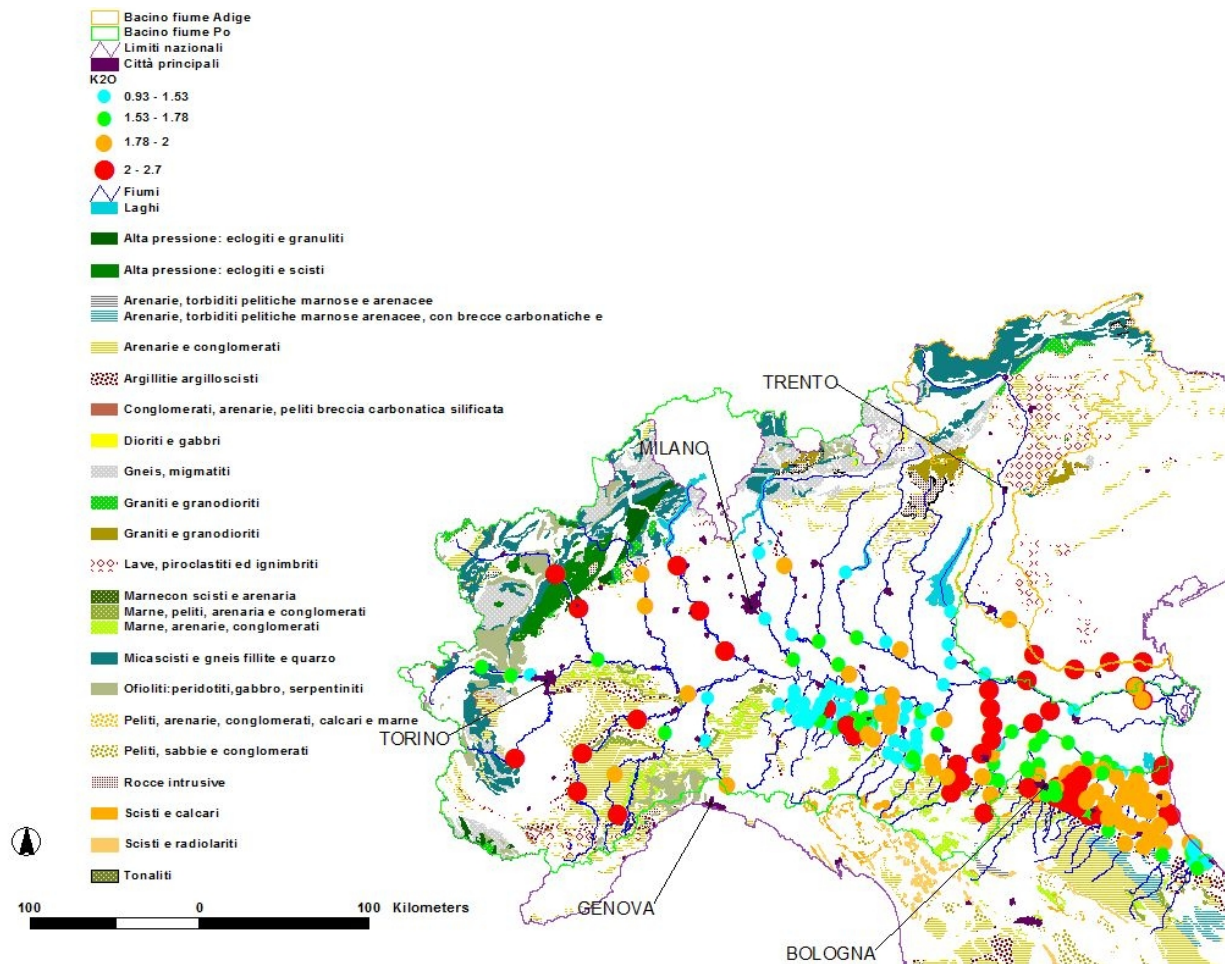 Bacino fiume Adige
Bacino fiume Po
Limiti nazionali
Città principali
K2O
0.93 - 1.53
1.53 - 1.78
1.78 - 2
2 - 2.7
Fiumi
Laghi
Alta pressione: eclogiti e granuliti
Alta pressione: eclogiti e scisti
Arenarie, torbiditi pelitiche marnose e arenacee
Arenarie, torbiditi pelitiche marnose arenacee, con brecce carbonatiche e
Arenarie e conglomerati
Argillitie argilloscisti
Conglomerati, arenarie, peliti breccia carbonatica silificata
Dioriti e gabbri
Gneis, migmatiti
Graniti e granodioriti
Graniti e granodioriti
Lave, piroclastiti ed ignimbriti
Marnecon scisti e arenaria
Marne, peliti, arenaria e conglomerati
Marne, arenarie, conglomerati
Micascisti e gneis fillite e quarzo
Ofioliti:peridotiti,gabbro, serpentiniti
Peliti, arenarie, conglomerati, calcari e marne
Peliti, sabbie e conglomerati
Rocce intrusive
Scisti e calcari
Scisti e radiolariti
Tonaliti
100 0 100 Kilometers
TRENTO
MILANO
TORINO
GENOVA
BOLOGNA